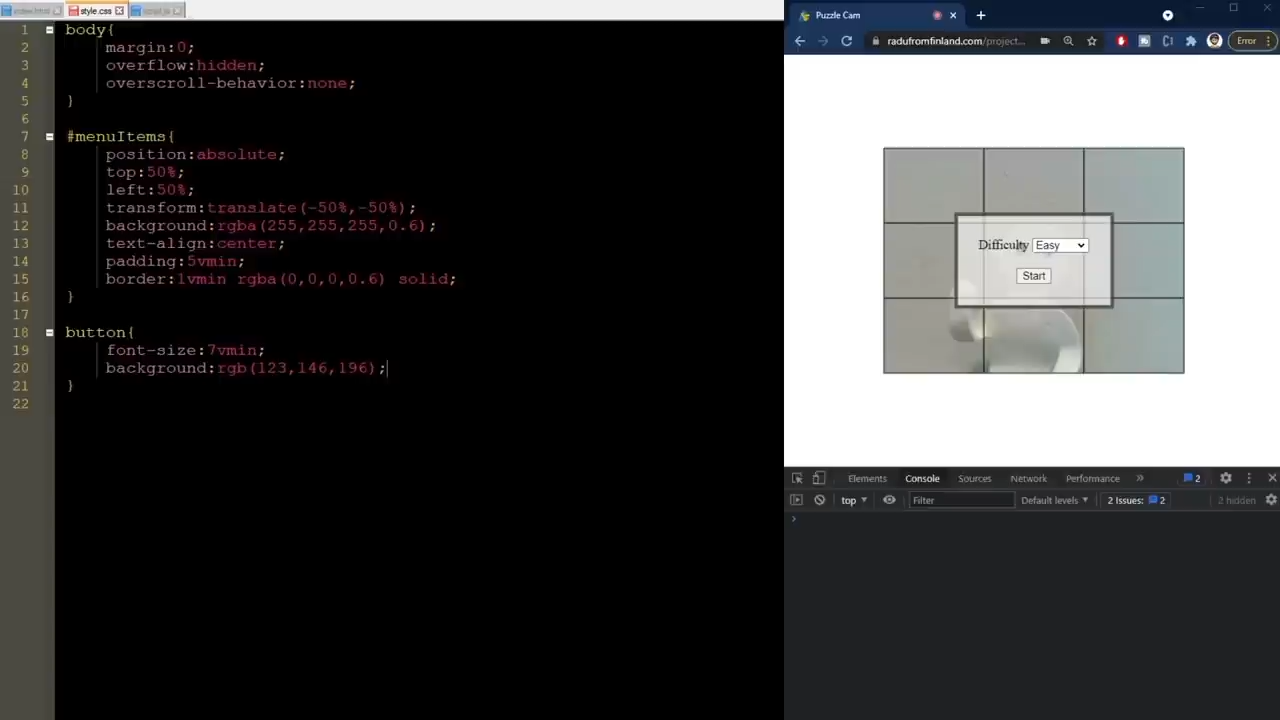 index.html
style.css
script.js
1 body{
2 margin:0;
3 overflow:hidden;
4 overscroll-behavior:none;
5 }
6
7 #menuItems{
8 position:absolute;
9 top:50%;
10 left:50%;
11 transform:translate(-50%,-50%);
12 background:rgba(255,255,255,0.6);
13 text-align:center;
14 padding:5vmin;
15 border:1vmin rgba(0,0,0,0.6) solid;
16 }
17
18 button{
19 font-size:7vmin;
20 background:rgb(123,146,196);
21 }
22
Puzzle Cam
radufromfinland.com/project...
Error
Difficulty Easy
Start
Elements Console Sources Network Performance » 2
top Filter Default levels 2 Issues: 2 2 hidden